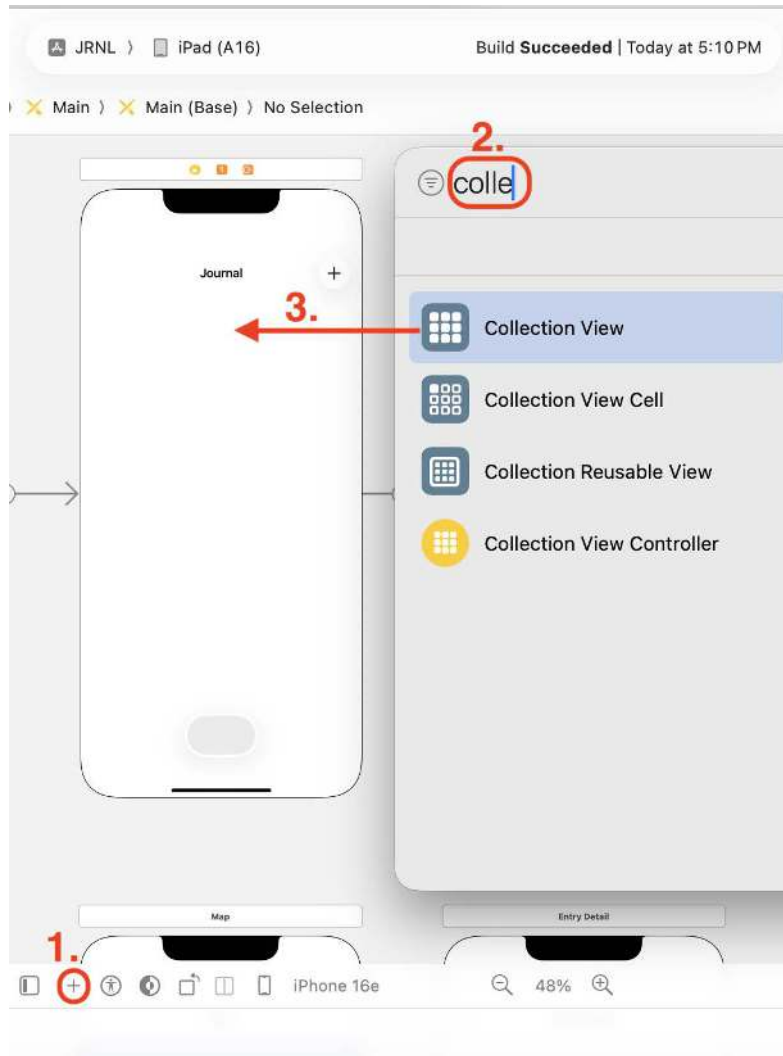 JRNL 〉 iPad (A16)
Build Succeeded | Today at 5:10 PM
Main 〉 Main (Base) 〉 No Selection
2.
colle
Journal
3.
Collection View
Collection View Cell
Collection Reusable View
Collection View Controller
Map
Entry Detail
1.
iPhone 16e
48%